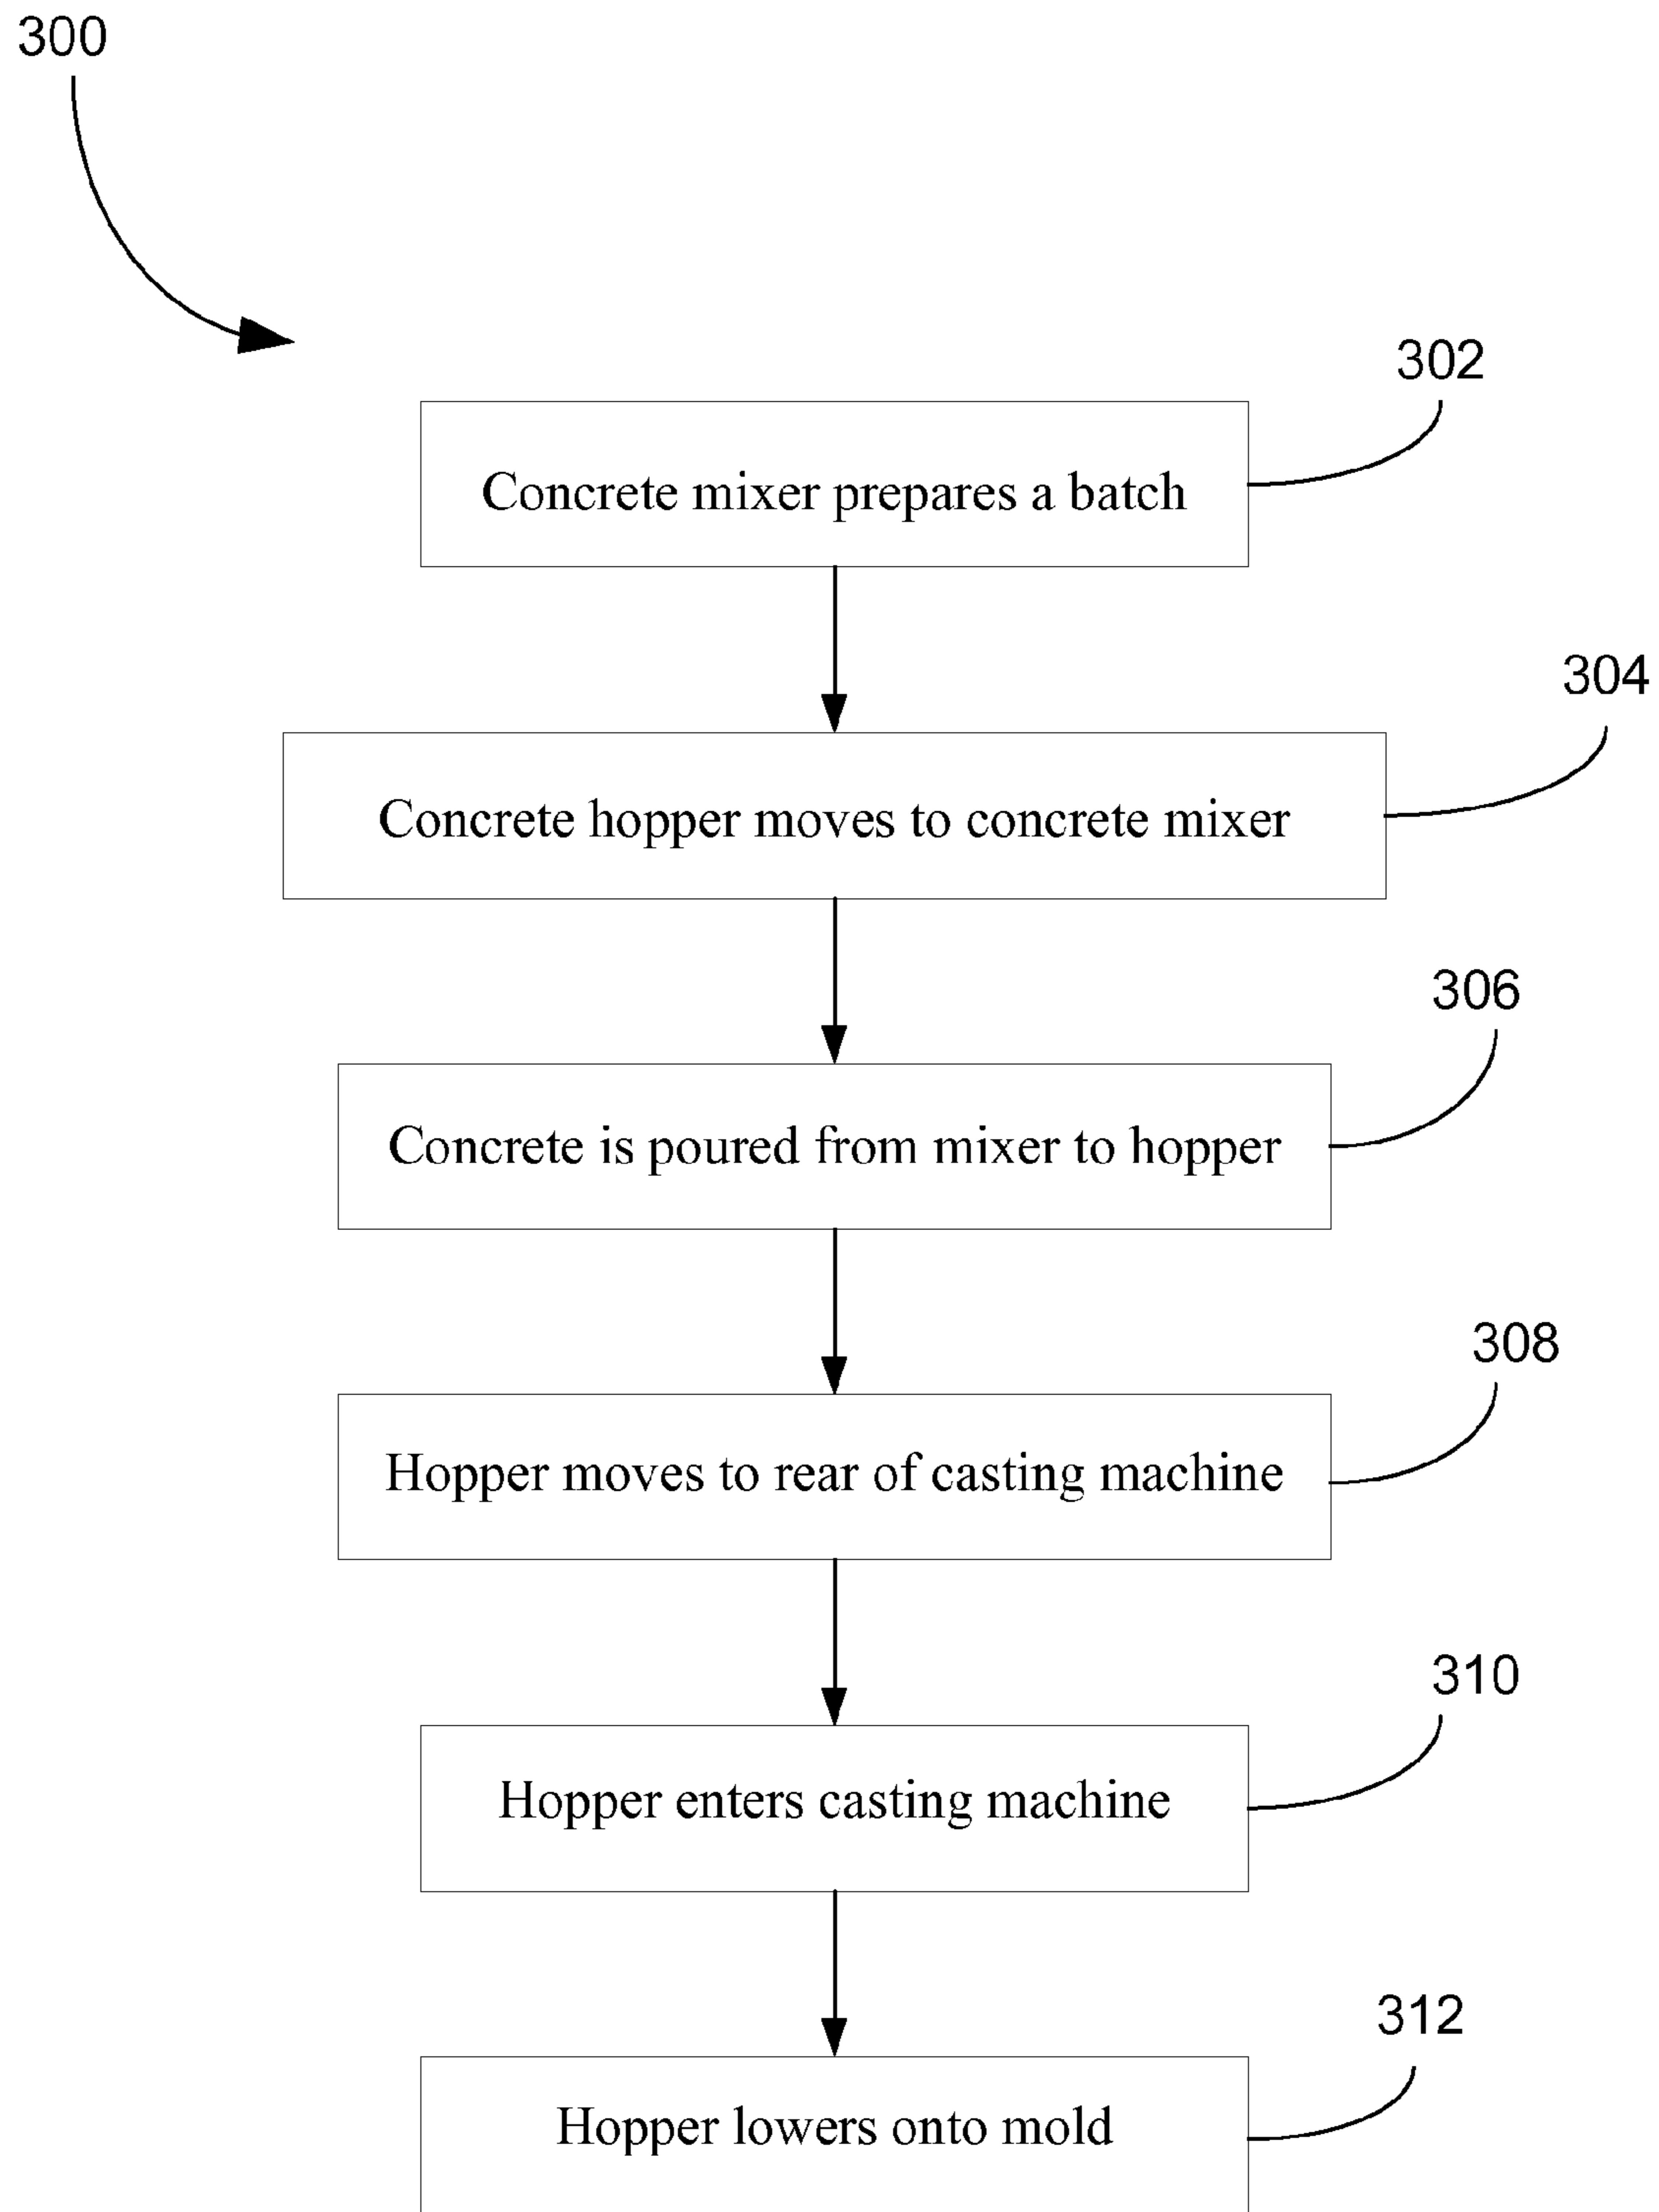 300
302
Concrete mixer prepares a batch
304
Concrete hopper moves to concrete mixer
306
Concrete is poured from mixer to hopper
308
Hopper moves to rear of casting machine
310
Hopper enters casting machine
312
Hopper lowers onto mold